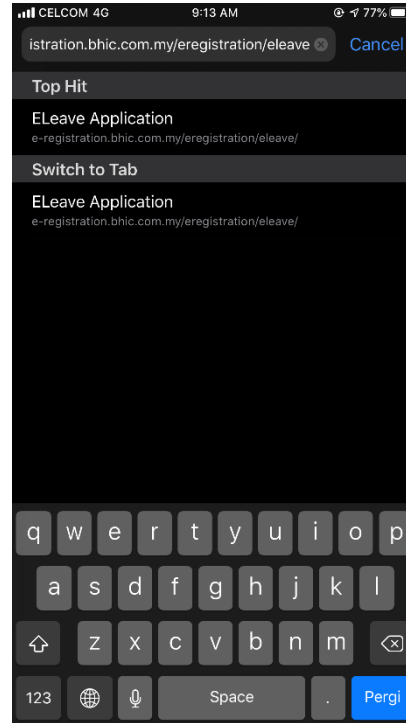 CELCOM 4G 9:13 AM 77%
istration.bhic.com.my/eregistration/eleave Cancel
Top Hit
ELeave Application
e-registration.bhic.com.my/eregistration/eleave/
Switch to Tab
ELeave Application
e-registration.bhic.com.my/eregistration/eleave/
q w e r t y u i o p
a s d f g h j k l
z x c v b n m
123 Space . Pergi